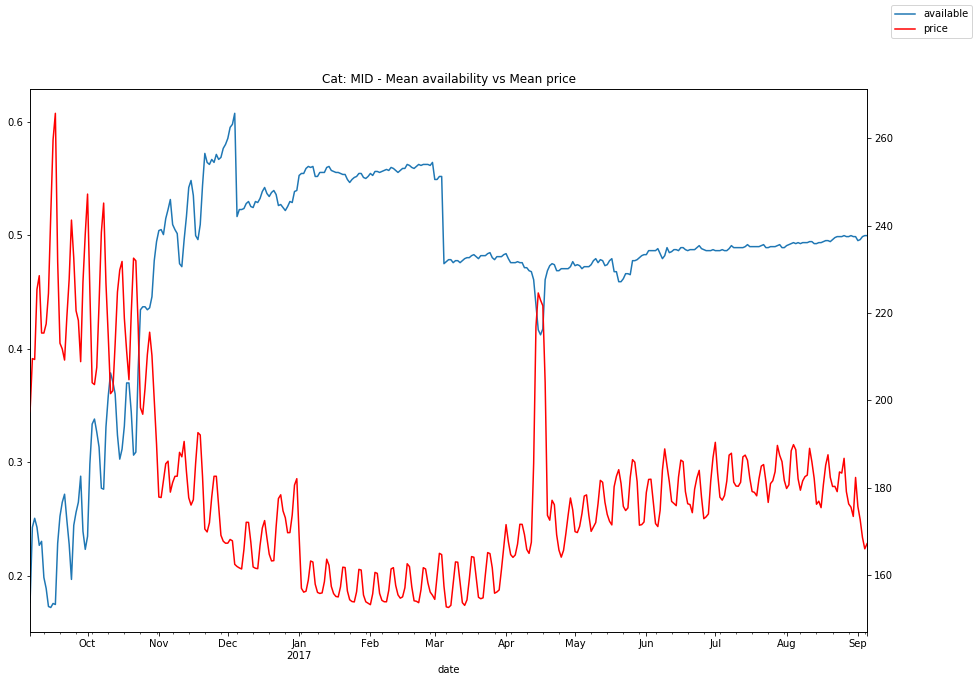 available
price
Cat: MID - Mean availability vs Mean price
0.6
0.5
0.4
0.3
0.2
260
240
220
200
180
160
Oct Nov Dec Jan Feb Mar Apr May Jun Jul Aug Sep
2017
date